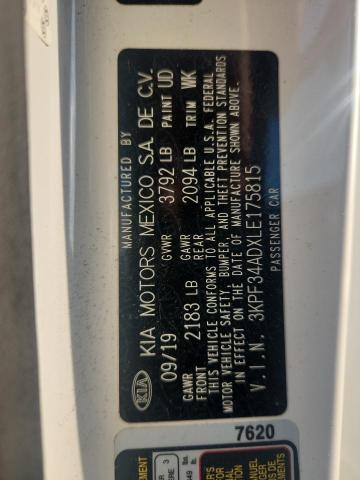 MANUFACTURED BY
KIA KIA MOTORS MEXICO S.A. DE C.V.
09/19 GVWR 3792 LB PAINT UD
GAWR FRONT 2183 LB GAWR REAR 2094 LB TRIM WK
THIS VEHICLE CONFORMS TO ALL APPLICABLE U.S.A. FEDERAL
MOTOR VEHICLE SAFETY, BUMPER, AND THEFT PREVENTION STANDARDS
IN EFFECT ON THE DATE OF MANUFACTURE SHOWN ABOVE.
V.I.N. 3KPF34ADXLE175815
PASSENGER CAR
7620